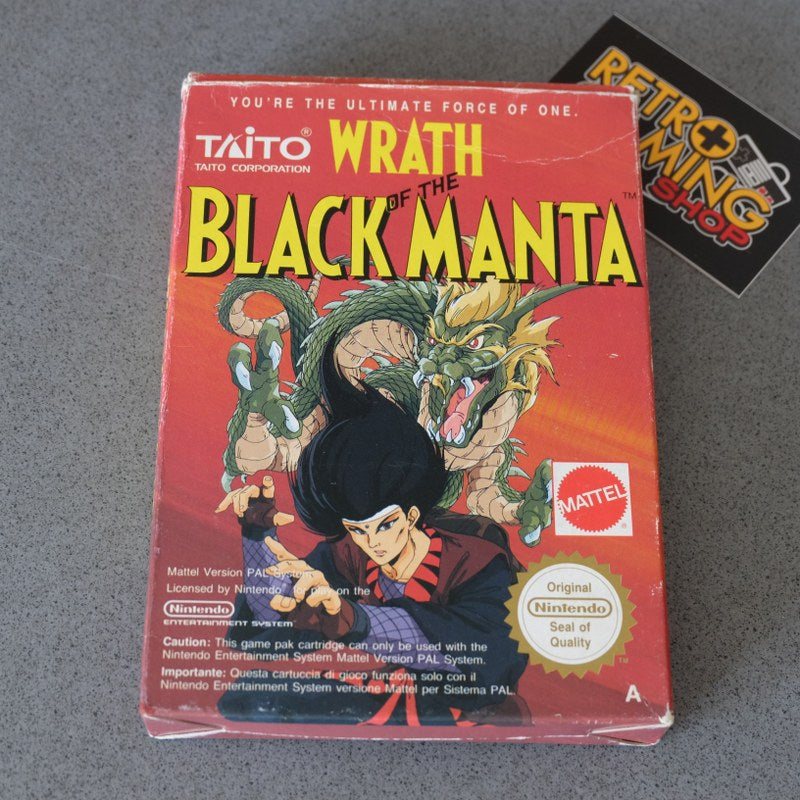 YOU'RE THE ULTIMATE FORCE OF ONE.
TAITO®
TAITO CORPORATION
WRATH
OF THE
BLACK MANTA™
RETRO
MING
SHOP
MATTEL
®
Mattel Version PAL System
Licensed by Nintendo® for play on the
Nintendo
ENTERTAINMENT SYSTEM
Caution: This game pak cartridge can only be used with the
Nintendo Entertainment System Mattel Version PAL System.
Importante: Questa cartuccia di gioco funziona solo con il
Nintendo Entertainment System versione Mattel per Sistema PAL.
Original
Nintendo
Seal of
Quality
TM
A